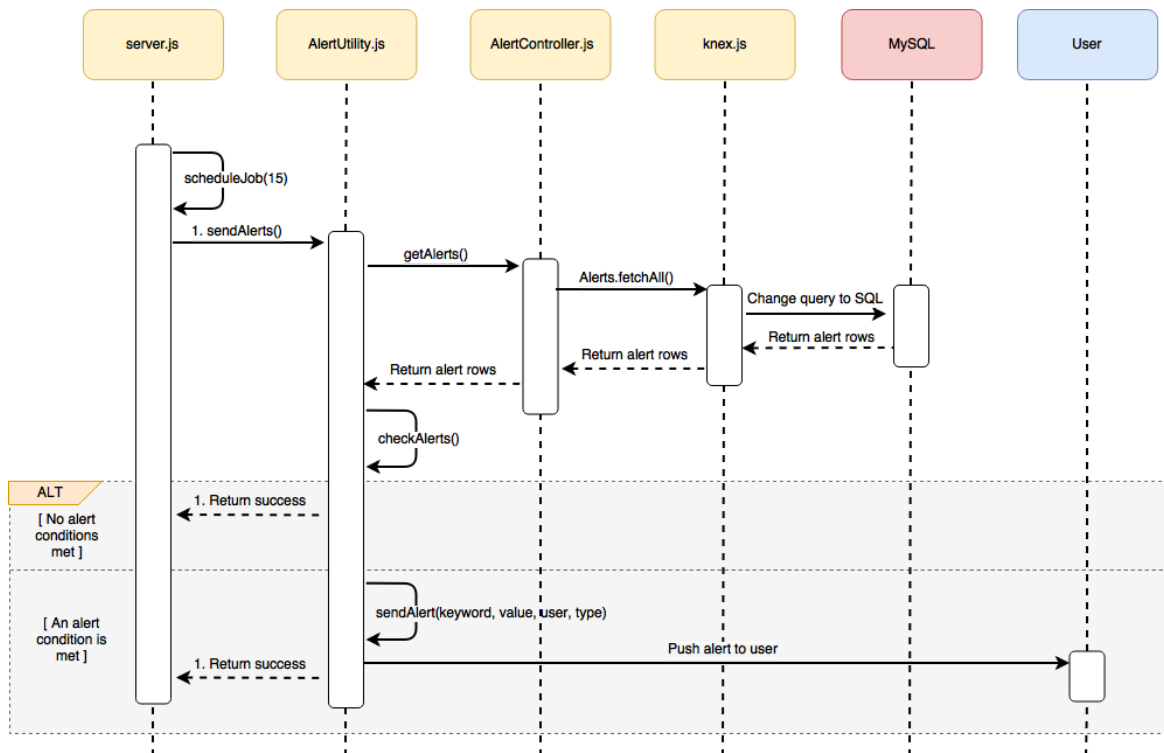 server.js
AlertUtility.js
AlertController.js
knex.js
MySQL
User
scheduleJob(15)
1. sendAlerts()
getAlerts()
Alerts.fetchAll()
Change query to SQL
Return alert rows
Return alert rows
Return alert rows
checkAlerts()
ALT
[ No alert
conditions
met ]
1. Return success
sendAlert(keyword, value, user, type)
[ An alert
condition is
met ]
Push alert to user
1. Return success